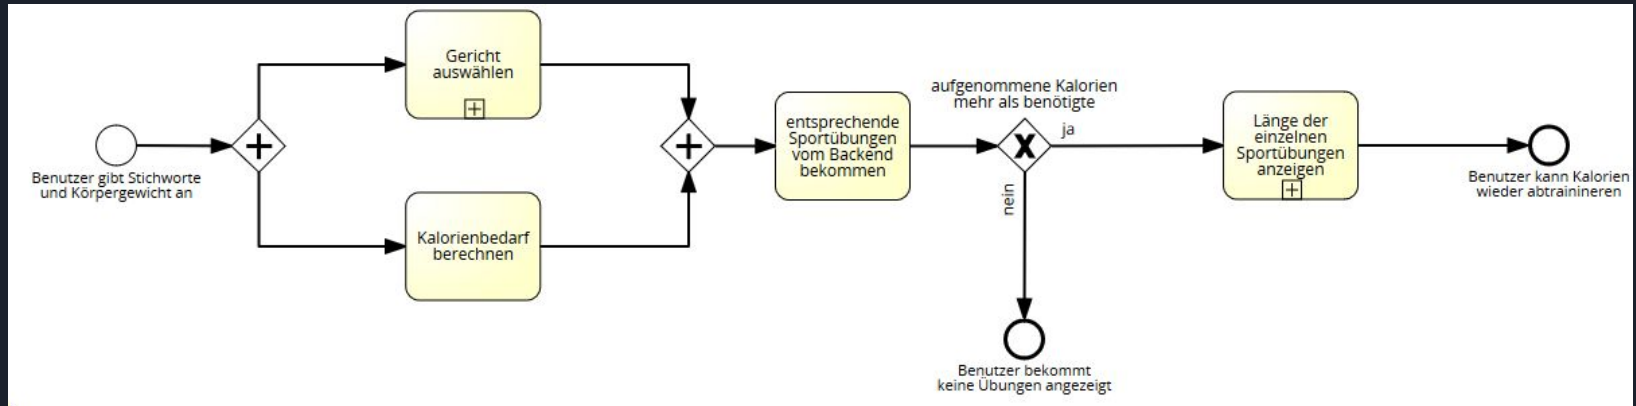 Benutzer gibt Stichworte
und Körpergewicht an
Gericht
auswählen
Kalorienbedarf
berechnen
entsprechende
Sportübungen
vom Backend
bekommen
aufgenommene Kalorien
mehr als benötigte
ja
nein
Benutzer bekommt
keine Übungen angezeigt
Länge der
einzelnen
Sportübungen
anzeigen
Benutzer kann Kalorien
wieder abtrainineren